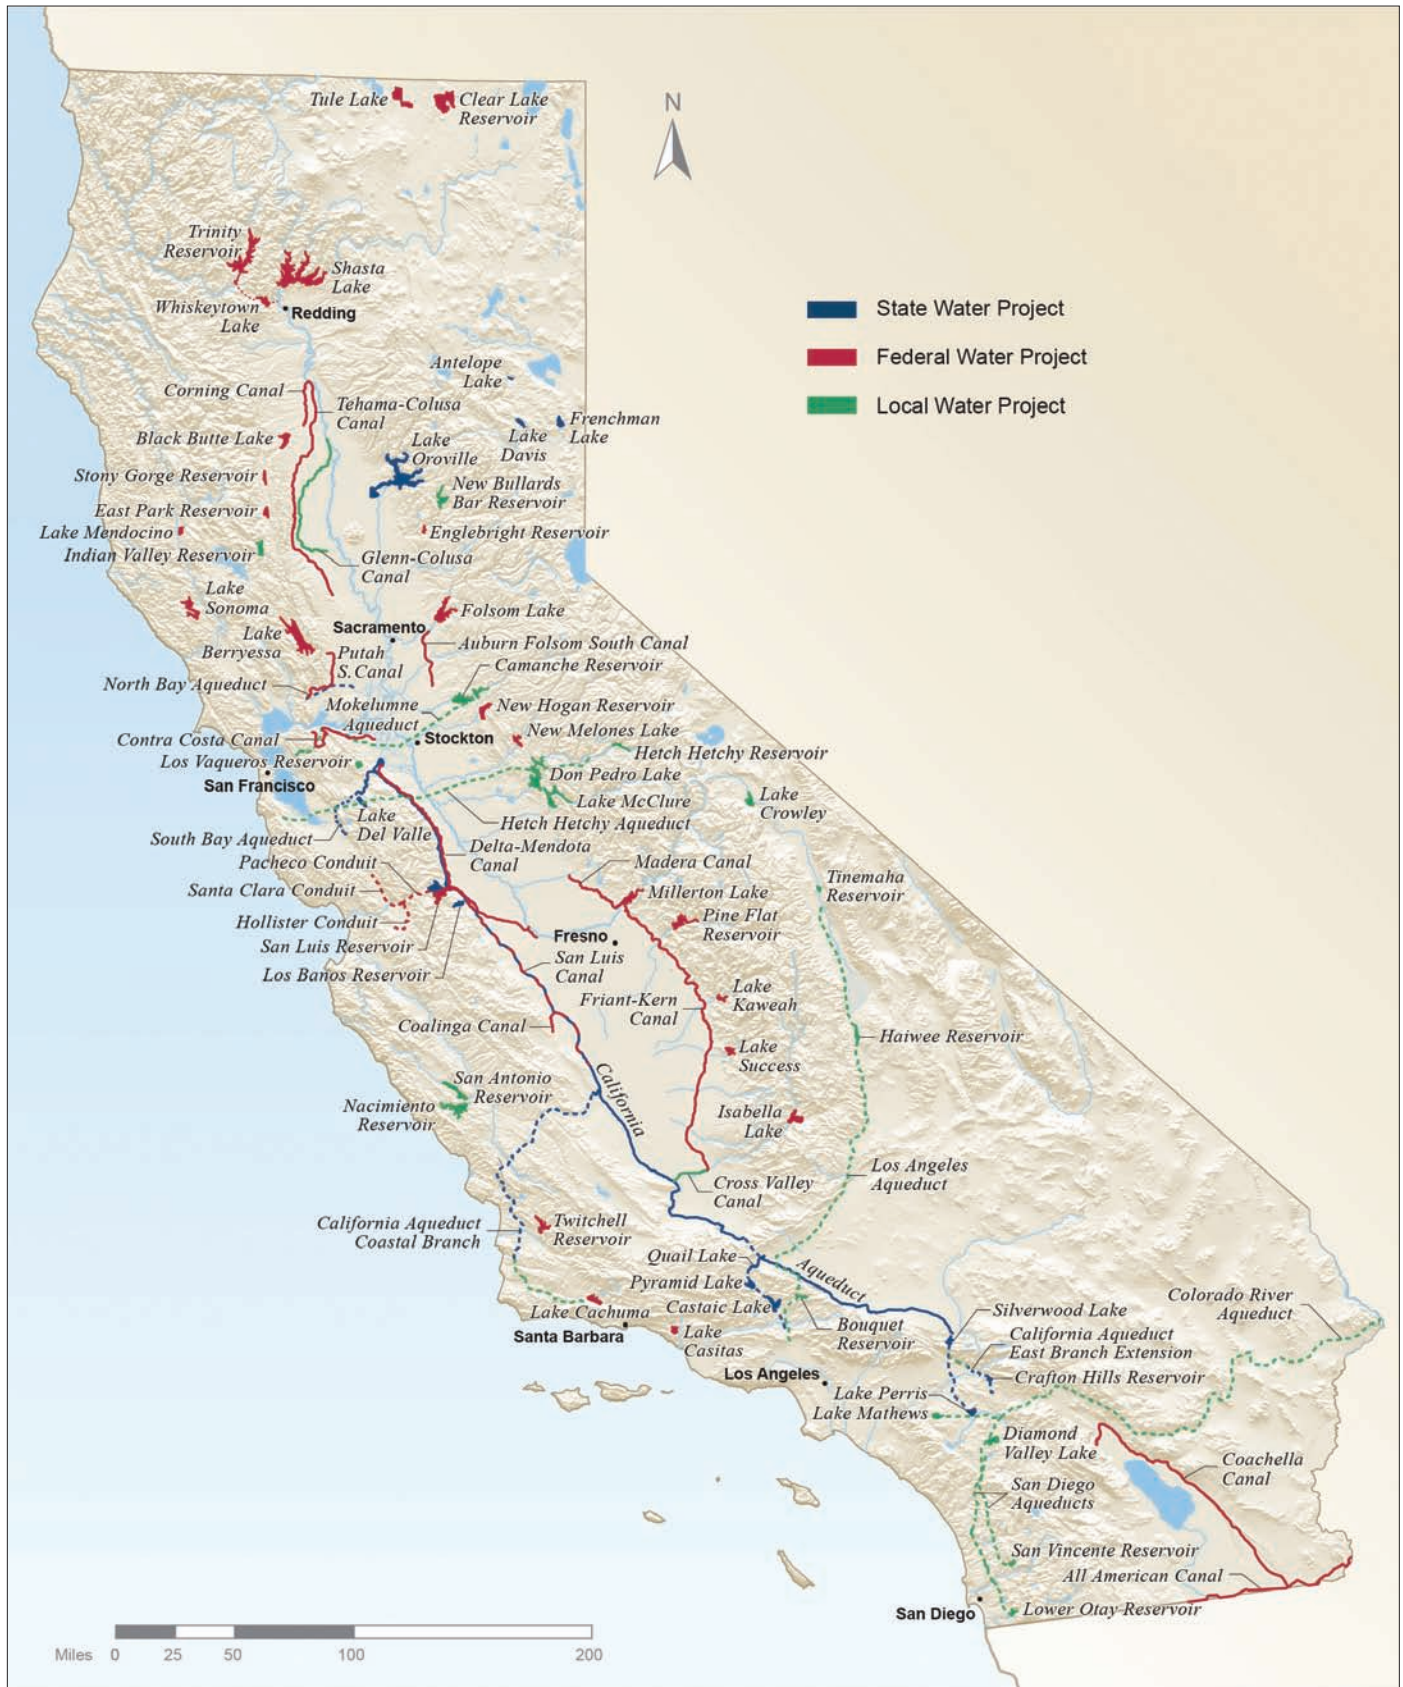 Tule Lake
Clear Lake
Reservoir
N
Trinity
Reservoir
Shasta
Lake
Whiskeytown
Lake
Redding
State Water Project
Federal Water Project
Local Water Project
Antelope
Lake
Corning Canal
Tehama-Colusa
Canal
Frenchman
Lake
Lake
Davis
Black Butte Lake
Lake
Oroville
Stony Gorge Reservoir
New Bullards
Bar Reservoir
East Park Reservoir
Lake Mendocino
Englebright Reservoir
Indian Valley Reservoir
Glenn-Colusa
Canal
Lake
Sonoma
Folsom Lake
Sacramento
Lake
Berryessa
Auburn Folsom South Canal
Putah
S.Canal
Camanche Reservoir
North Bay Aqueduct
Mokelumne
Aqueduct
New Hogan Reservoir
Contra Costa Canal
Stockton
New Melones Lake
Hetch Hetchy Reservoir
Los Vaqueros Reservoir
San Francisco
Don Pedro Lake
Lake McClure
Lake
Crowley
Lake
Del Valle
Hetch Hetchy Aqueduct
South Bay Aqueduct
Delta-Mendota
Canal
Pacheco Conduit
Madera Canal
Tinemaha
Reservoir
Santa Clara Conduit
Millerton Lake
Hollister Conduit
Pine Flat
Reservoir
San Luis Reservoir
Fresno
Los Banos Reservoir
San Luis
Canal
Friant-Kern
Canal
Lake
Kaweah
Coalinga Canal
Haiwee Reservoir
Lake
Success
California
San Antonio
Reservoir
Nacimiento
Reservoir
Isabella
Lake
Los Angeles
Aqueduct
Cross Valley
Canal
California Aqueduct
Coastal Branch
Twitchell
Reservoir
Quail Lake
Aqueduct
Pyramid Lake
Colorado River
Aqueduct
Lake Cachuma
Castaic Lake
Silverwood Lake
Santa Barbara
Lake
Casitas
Bouquet
Reservoir
California Aqueduct
East Branch Extension
Los Angeles
Crafton Hills Reservoir
Lake Perris
Lake Mathews
Diamond
Valley Lake
Coachella
Canal
San Diego
Aqueducts
San Vincente Reservoir
All American Canal
San Diego
Lower Otay Reservoir
Miles 0 25 50 100 200